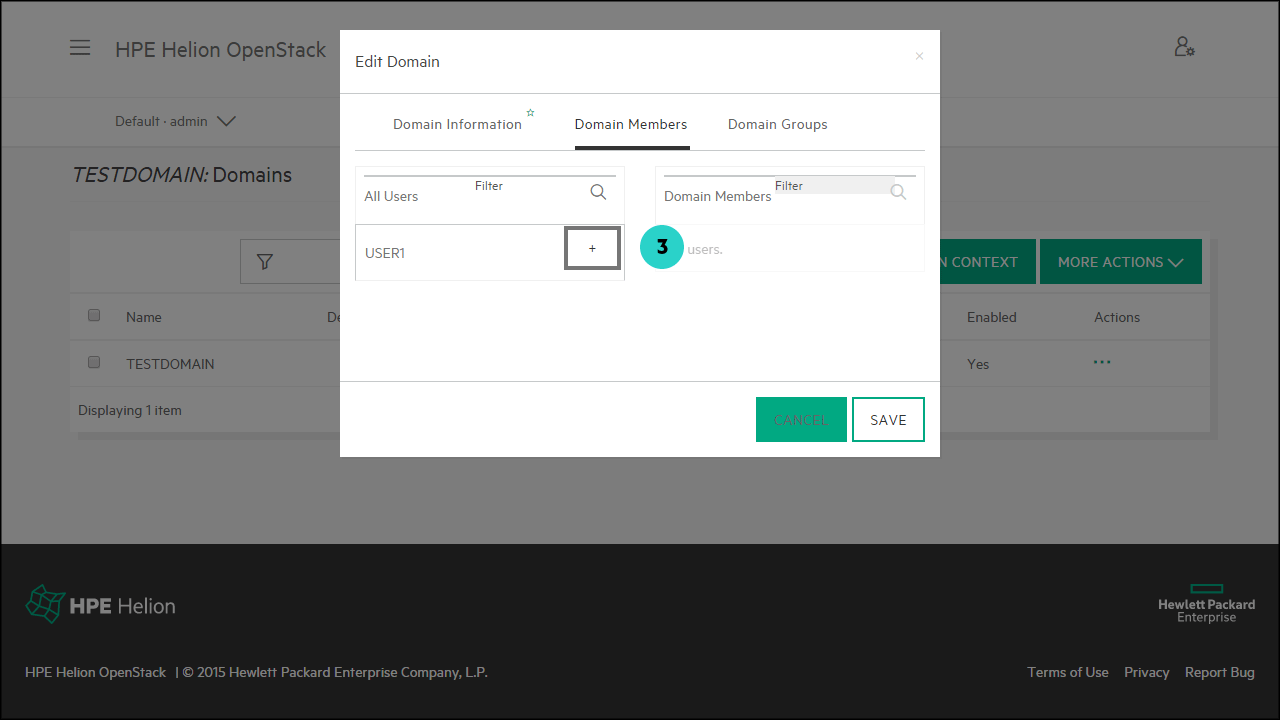 HPE Helion OpenStack
Edit Domain
×
Default · admin
Domain Information
Domain Members
Domain Groups
TESTDOMAIN: Domains
All Users
Filter
Domain Members
Filter
USER1
+
3
users.
CONTEXT
MORE ACTIONS
Name
Enabled
Actions
TESTDOMAIN
Yes
Displaying 1 item
CANCEL
SAVE
HPE Helion
Hewlett Packard
Enterprise
HPE Helion OpenStack | © 2015 Hewlett Packard Enterprise Company, L.P.
Terms of Use Privacy Report Bug